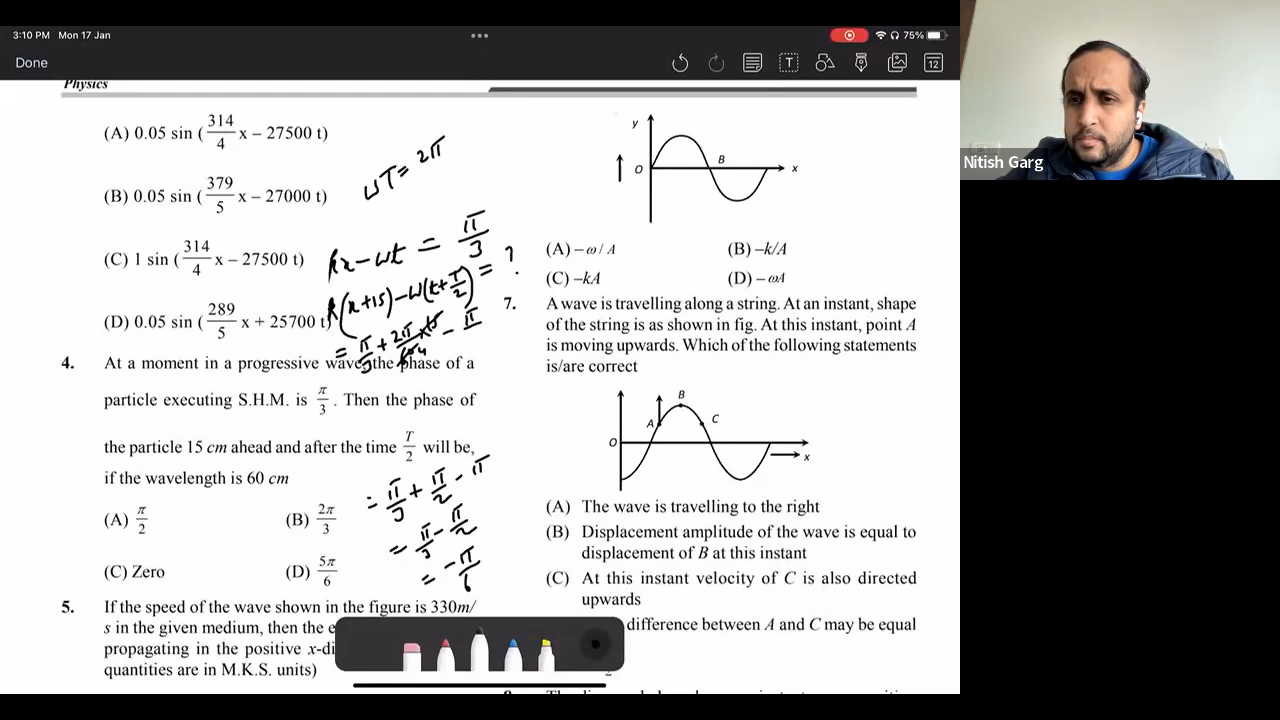 3:10 PM Mon 17 Jan
75%
Done
T
12
Physics
(A) 0.05 sin (314/4 x – 27500 t)
(B) 0.05 sin (379/5 x – 27000 t)
(C) 1 sin (314/4 x – 27500 t)
(D) 0.05 sin (289/5 x + 25700 t)
ωT = 2π
kx – ωt = π/3
k(x+15) – ω(t+T/2) = ?
4. At a moment in a progressive wave, the phase of a
particle executing S.H.M. is π/3. Then the phase of
the particle 15 cm ahead and after the time T/2 will be,
if the wavelength is 60 cm
(A) π/2 (B) 2π/3
(C) Zero (D) 5π/6
= π/3 + π/2 – π
= π/3 – π/2
= –π/6
5. If the speed of the wave shown in the figure is 330m/
s in the given medium, then the e
propagating in the positive x-di
quantities are in M.K.S. units)
y
O
B
x
(A) – ω / A (B) –k/A
(C) –kA (D) – ωA
7. A wave is travelling along a string. At an instant, shape
of the string is as shown in fig. At this instant, point A
is moving upwards. Which of the following statements
is/are correct
B
A
C
O
x
(A) The wave is travelling to the right
(B) Displacement amplitude of the wave is equal to
displacement of B at this instant
(C) At this instant velocity of C is also directed
upwards
difference between A and C may be equal
Nitish Garg